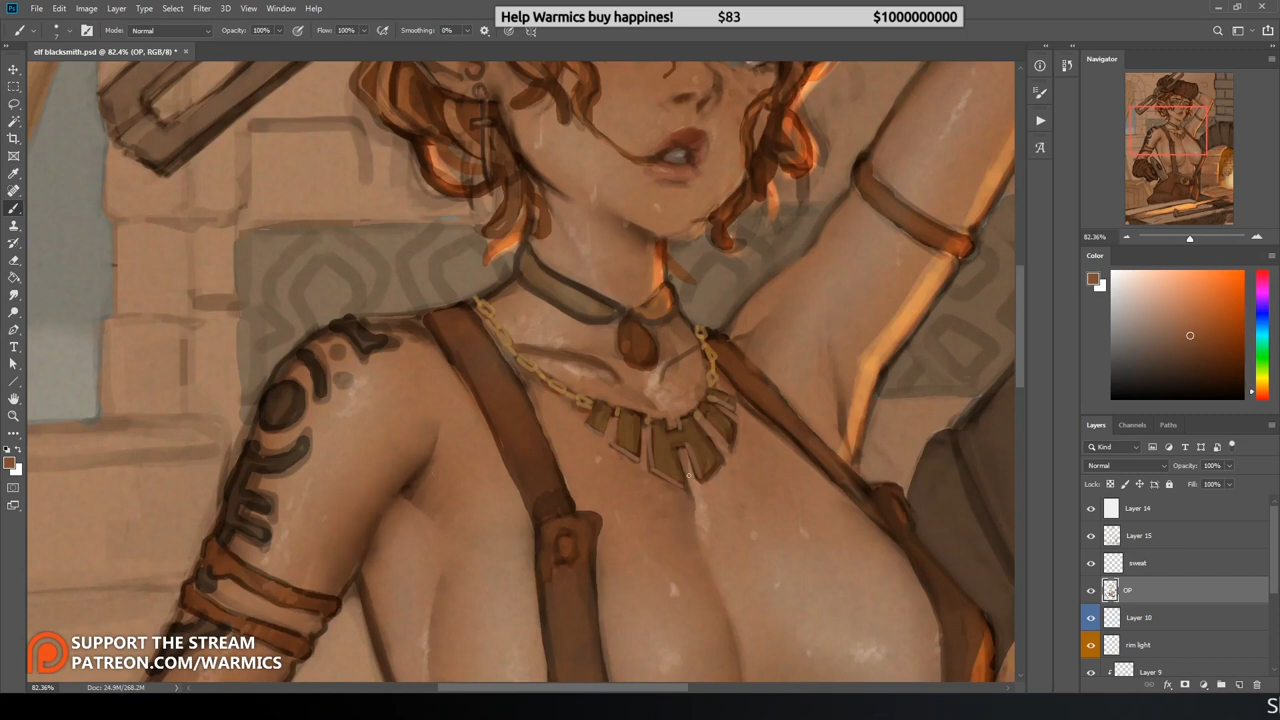 File Edit Image Layer Type Select Filter 3D View Window Help
Help Warmics buy happines! $83 $1000000000
Mode: Normal Opacity: 100% Flow: 100% Smoothing: 0%
elf blacksmith.psd @ 82.4% (OP, RGB/8) *
Navigator
82.36%
Color
Layers Channels Paths
Kind
Normal Opacity: 100%
Lock: Fill: 100%
Layer 14
Layer 15
sweat
OP
Layer 10
rim light
Layer 9
SUPPORT THE STREAM
PATREON.COM/WARMICS
82.36% Doc: 24.9M/268.2M